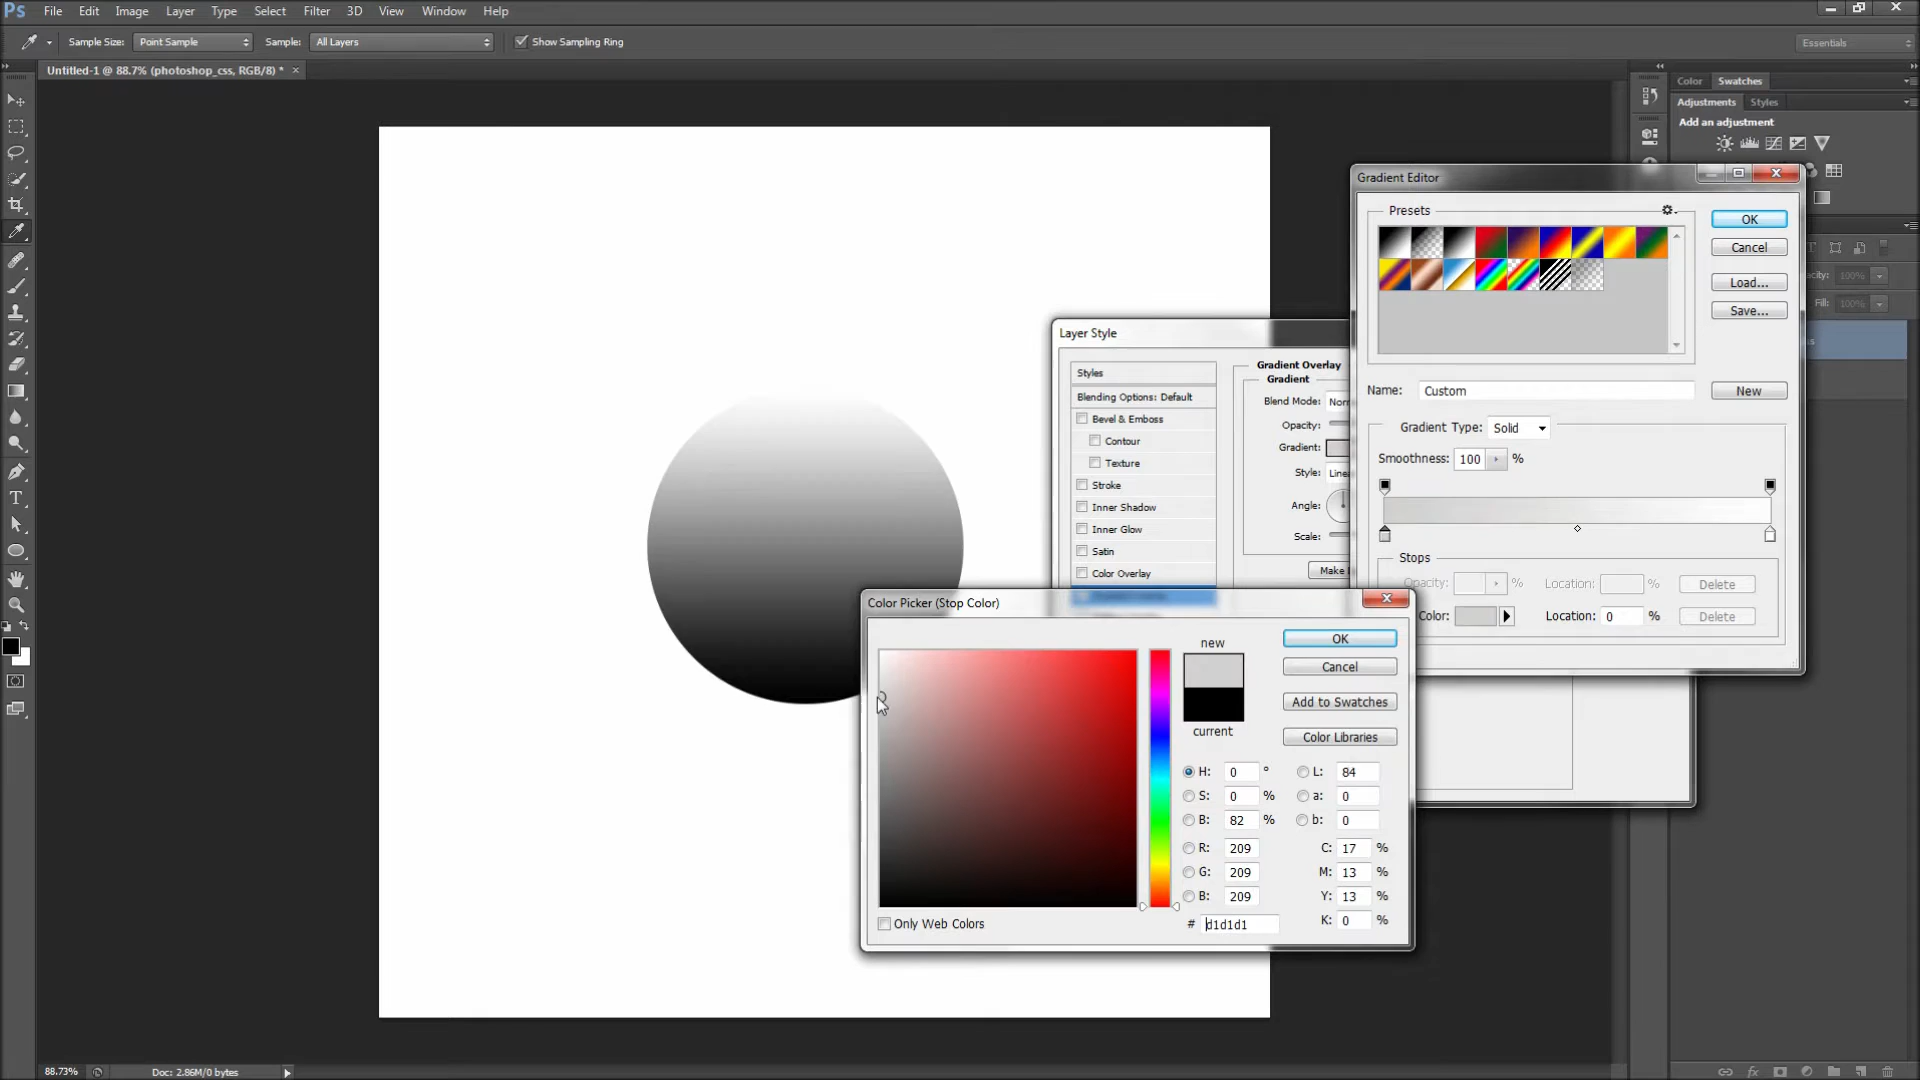 Ps File Edit Image Layer Type Select Filter 3D View Window Help
Sample Size: Point Sample Sample: All Layers Show Sampling Ring Essentials
Untitled-1 @ 88.7% (photoshop_css, RGB/8) * ×
Color Swatches
Adjustments Styles
Add an adjustment
Gradient Editor
Presets
OK
Cancel
Load...
Save...
Name: Custom New
Gradient Type: Solid
Smoothness: 100 %
Stops
Opacity: % Location: % Delete
Color: Location: 0 % Delete
100%
Fill: 100%
Layer Style
Styles
Blending Options: Default
Bevel & Emboss
Contour
Texture
Stroke
Inner Shadow
Inner Glow
Satin
Color Overlay
Gradient Overlay
Gradient
Blend Mode:
Opacity:
Gradient:
Style:
Angle:
Scale:
Make
Color Picker (Stop Color)
new
current
OK
Cancel
Add to Swatches
Color Libraries
H: 0 ° L: 84
S: 0 % a: 0
B: 82 % b: 0
R: 209 C: 17 %
G: 209 M: 13 %
B: 209 Y: 13 %
# d1d1d1 K: 0 %
Only Web Colors
88.73% Doc: 2.86M/0 bytes
T
fx